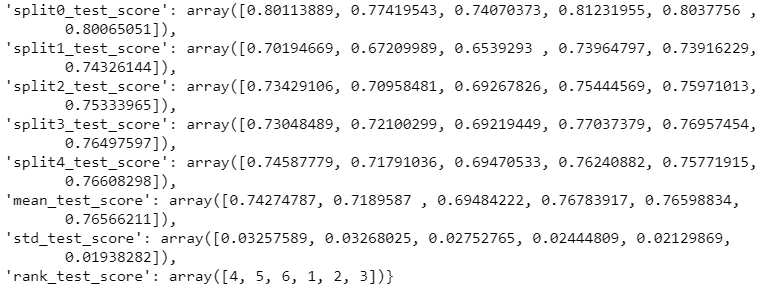 'split0_test_score': array([0.80113889, 0.77419543, 0.74070373, 0.81231955, 0.8037756 ,
0.80065051]),
'split1_test_score': array([0.70194669, 0.67209989, 0.6539293 , 0.73964797, 0.73916229,
0.74326144]),
'split2_test_score': array([0.73429106, 0.70958481, 0.69267826, 0.75444569, 0.75971013,
0.75333965]),
'split3_test_score': array([0.73048489, 0.72100299, 0.69219449, 0.77037379, 0.76957454,
0.76497597]),
'split4_test_score': array([0.74587779, 0.71791036, 0.69470533, 0.76240882, 0.75771915,
0.76608298]),
'mean_test_score': array([0.74274787, 0.7189587 , 0.69484222, 0.76783917, 0.76598834,
0.76566211]),
'std_test_score': array([0.03257589, 0.03268025, 0.02752765, 0.02444809, 0.02129869,
0.01938282]),
'rank_test_score': array([4, 5, 6, 1, 2, 3])}